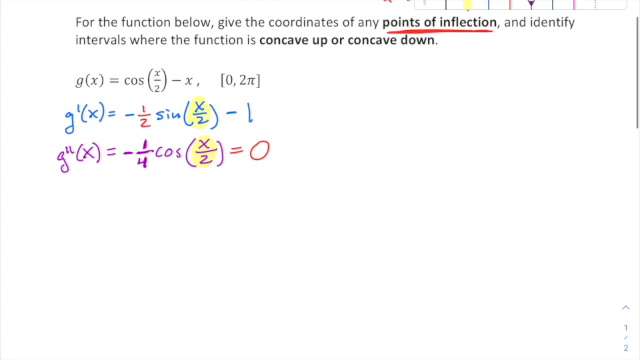 For the function below, give the coordinates of any points of inflection, and identify
intervals where the function is concave up or concave down.
g(x) = cos(x/2) − x,    [0, 2π]
g'(x) = − 1/2 sin(x/2) − 1
g''(x) = − 1/4 cos(x/2) = 0
1
/
2